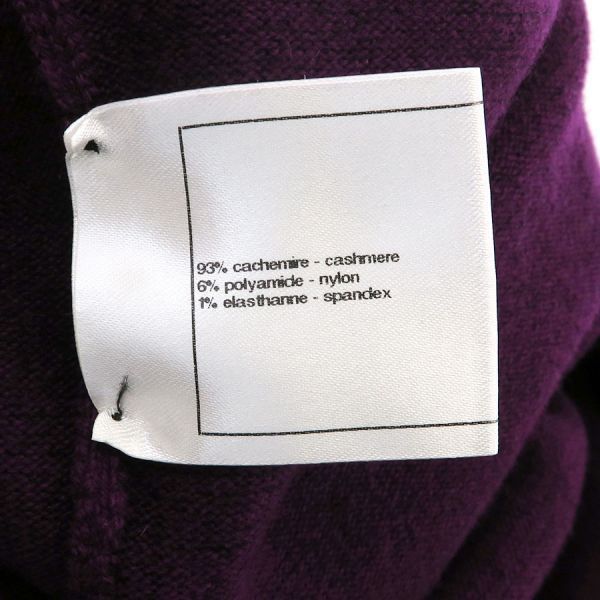 93% cachemire - cashmere
6% polyamide - nylon
1% elasthanne - spandex